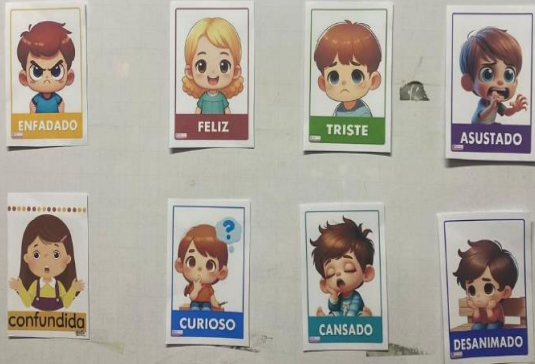 ENFADADO
FELIZ
TRISTE
ASUSTADO
confundida
?
CURIOSO
CANSADO
DESANIMADO